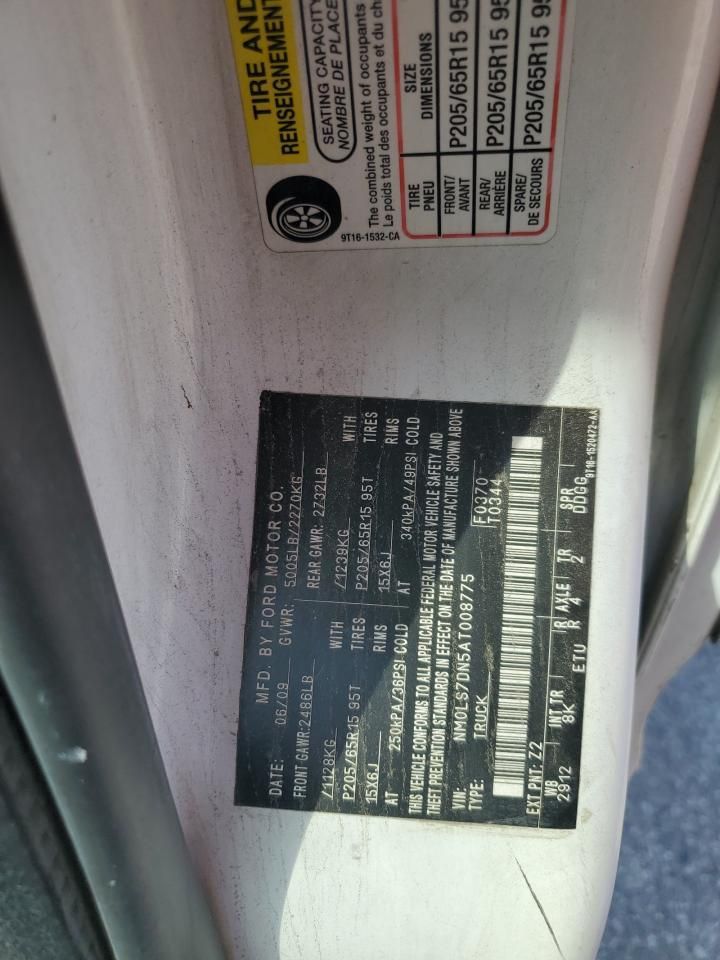 TIRE AND
RENSEIGNEMENT
SEATING CAPACITY
NOMBRE DE PLACE
The combined weight of occupants
Le poids total des occupants et du ch
TIRE
PNEU
SIZE
DIMENSIONS
FRONT/
AVANT
P205/65R15 95
REAR/
ARRIÈRE
P205/65R15 95
SPARE/
DE SECOURS
P205/65R15 95
9T16-1532-CA
MFD. BY FORD MOTOR CO.
DATE: 06/09 GVWR: 5005LB/2270KG
FRONT GAWR:2486LB REAR GAWR: 2732LB
/1128KG WITH /1239KG WITH
P205/65R15 95T TIRES P205/65R15 95T TIRES
15X6J RIMS 15X6J RIMS
AT 250kPA/36PSI COLD AT 340kPA/49PSI COLD
THIS VEHICLE CONFORMS TO ALL APPLICABLE FEDERAL MOTOR VEHICLE SAFETY AND
THEFT PREVENTION STANDARDS IN EFFECT ON THE DATE OF MANUFACTURE SHOWN ABOVE
VIN: NM0LS7DN5AT008775 F0370
TYPE: TRUCK T0344
EXT PNT: Z2
WB INT TR R AXLE TR SPR
2912 8K ETU R 4 2 DDGG
9T16-1520472-AA